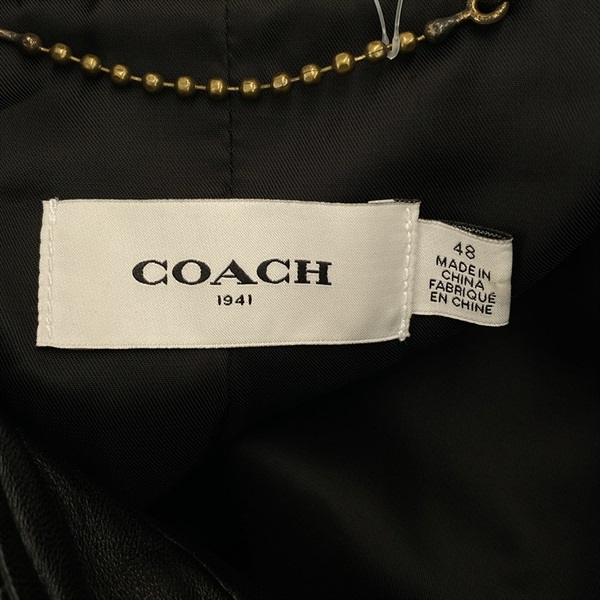 COACH
1941
48
MADE IN
CHINA
FABRIQUÉ
EN CHINE